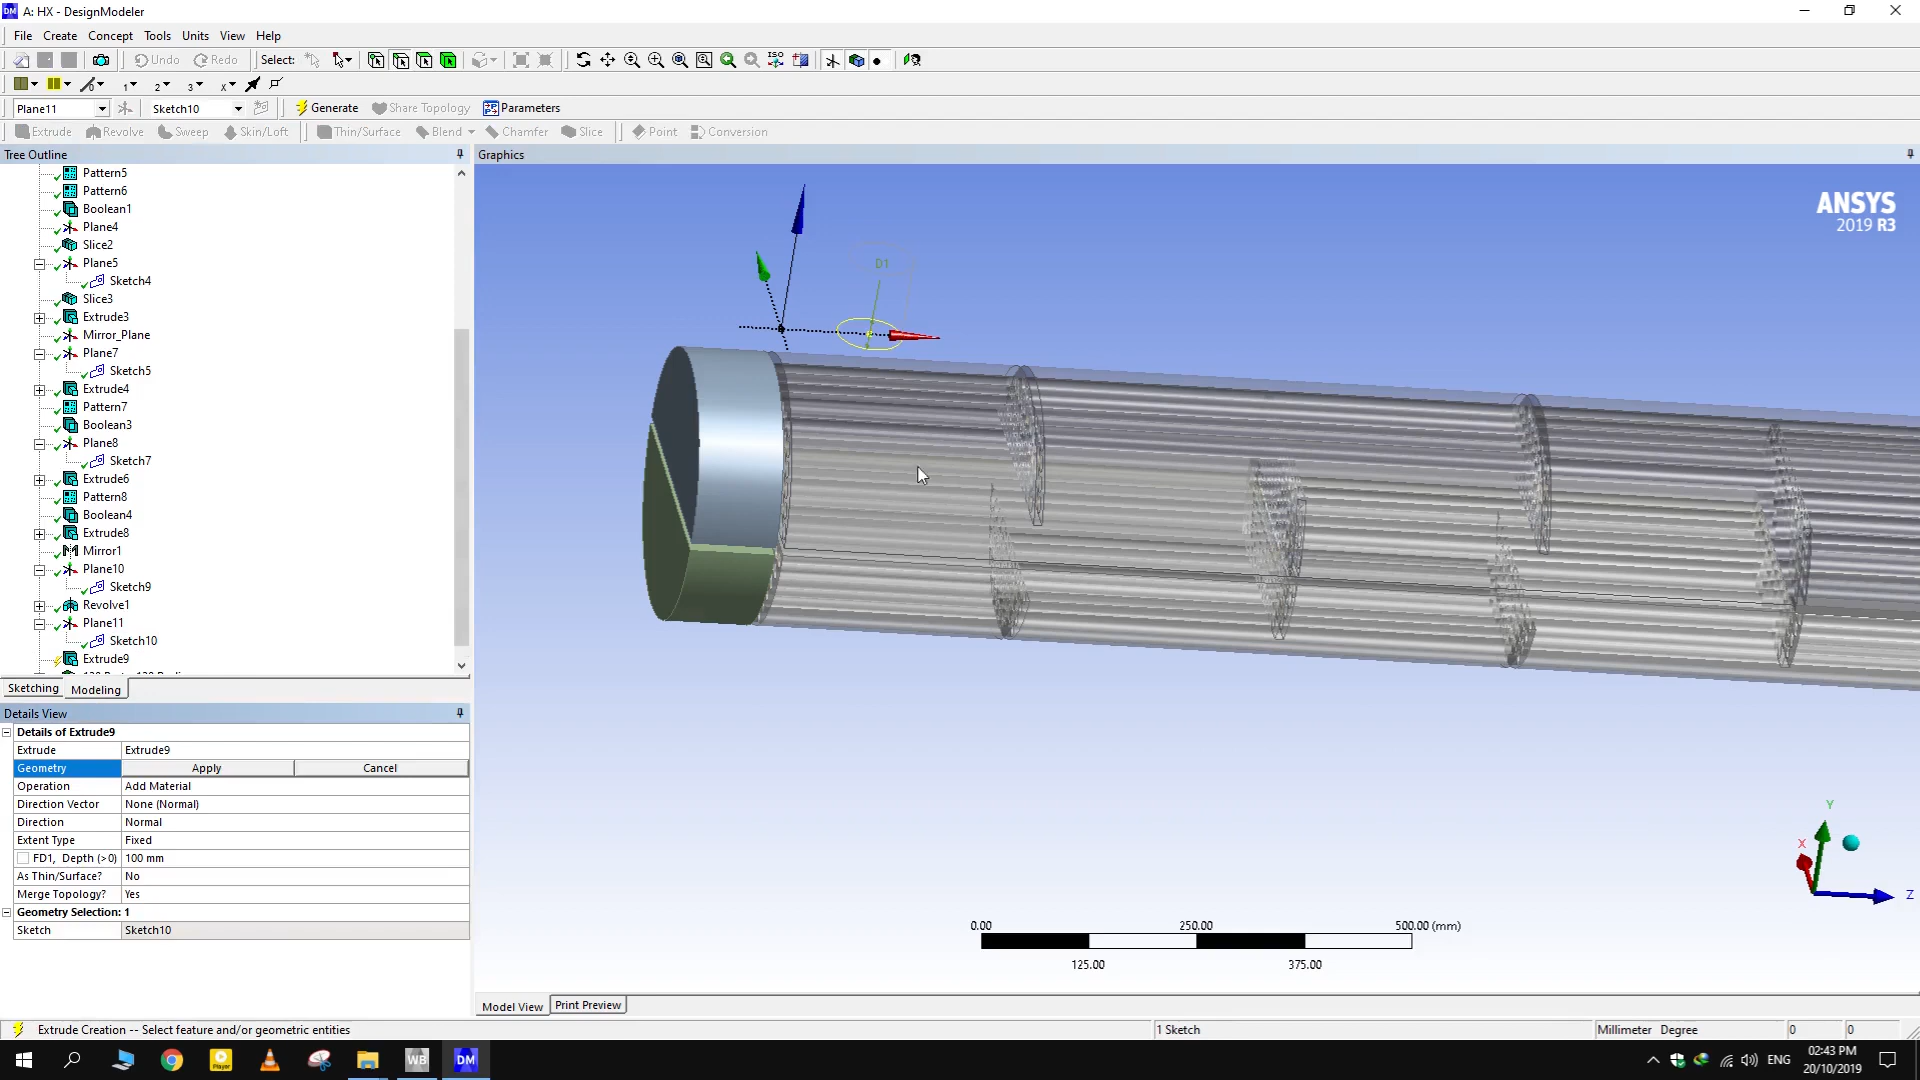 A: HX - DesignModeler
File Create Concept Tools Units View Help
Undo Redo Select: ISO
1 2 3 x
Plane11 Sketch10 Generate Share Topology Parameters
Extrude Revolve Sweep Skin/Loft Thin/Surface Blend Chamfer Slice Point Conversion
Tree Outline
Pattern5
Pattern6
Boolean1
Plane4
Slice2
Plane5
Sketch4
Slice3
Extrude3
Mirror_Plane
Plane7
Sketch5
Extrude4
Pattern7
Boolean3
Plane8
Sketch7
Extrude6
Pattern8
Boolean4
Extrude8
Mirror1
Plane10
Sketch9
Revolve1
Plane11
Sketch10
Extrude9
Sketching Modeling
Details View
Details of Extrude9
Extrude Extrude9
Geometry Apply Cancel
Operation Add Material
Direction Vector None (Normal)
Direction Normal
Extent Type Fixed
FD1, Depth (>0) 100 mm
As Thin/Surface? No
Merge Topology? Yes
Geometry Selection: 1
Sketch Sketch10
Graphics
ANSYS
2019 R3
D1
Y
X
Z
0.00 250.00 500.00 (mm)
125.00 375.00
Model View Print Preview
Extrude Creation -- Select feature and/or geometric entities 1 Sketch Millimeter Degree 0 0
Player WB DM ENG 02:43 PM
20/10/2019